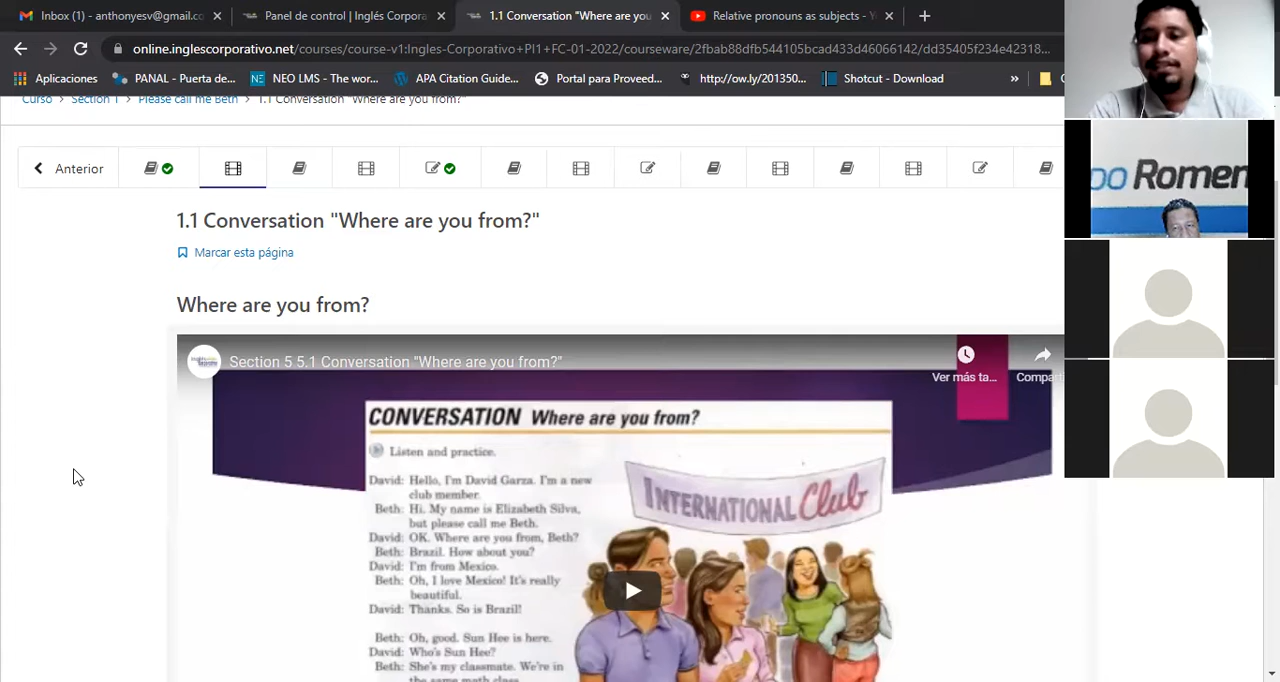 Inbox (1) - anthonyesv@gmail.co
Panel de control | Inglés Corpora
1.1 Conversation "Where are you
Relative pronouns as subjects - Y
online.inglescorporativo.net/courses/course-v1:Ingles-Corporativo+PI1+FC-01-2022/courseware/2fbab88dfb544105bcad433d46066142/dd35405f234e42318...
Aplicaciones
PANAL - Puerta de...
NEO LMS - The wor...
APA Citation Guide...
Portal para Proveed...
http://ow.ly/201350...
Shotcut - Download
»
Curso > Section 1 > Please call me Beth > 1.1 Conversation "Where are you from?"
Anterior
1.1 Conversation "Where are you from?"
Marcar esta página
Where are you from?
Section 5 5.1 Conversation "Where are you from?"
Ver más ta...
Compart
CONVERSATION Where are you from?
Listen and practice.
David: Hello, I'm David Garza. I'm a new
club member.
Beth: Hi. My name is Elizabeth Silva,
but please call me Beth.
David: OK. Where are you from, Beth?
Beth: Brazil. How about you?
David: I'm from Mexico.
Beth: Oh, I love Mexico! It's really
beautiful.
David: Thanks. So is Brazil!
Beth: Oh, good. Sun Hee is here.
David: Who's Sun Hee?
Beth: She's my classmate. We're in
the same math class.
INTERNATIONAL Club
Romen